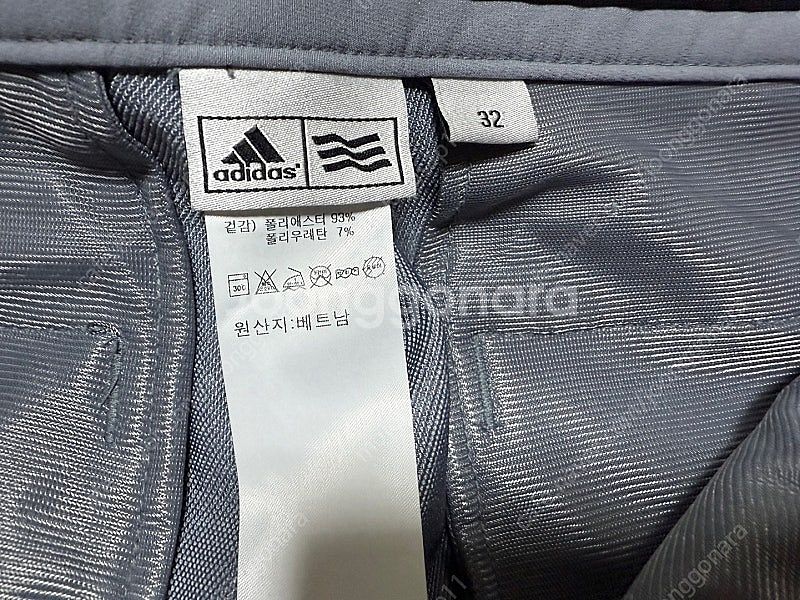 adidas
32
겉감) 폴리에스터 93%
폴리우레탄 7%
원산지:베트남
joonggonara